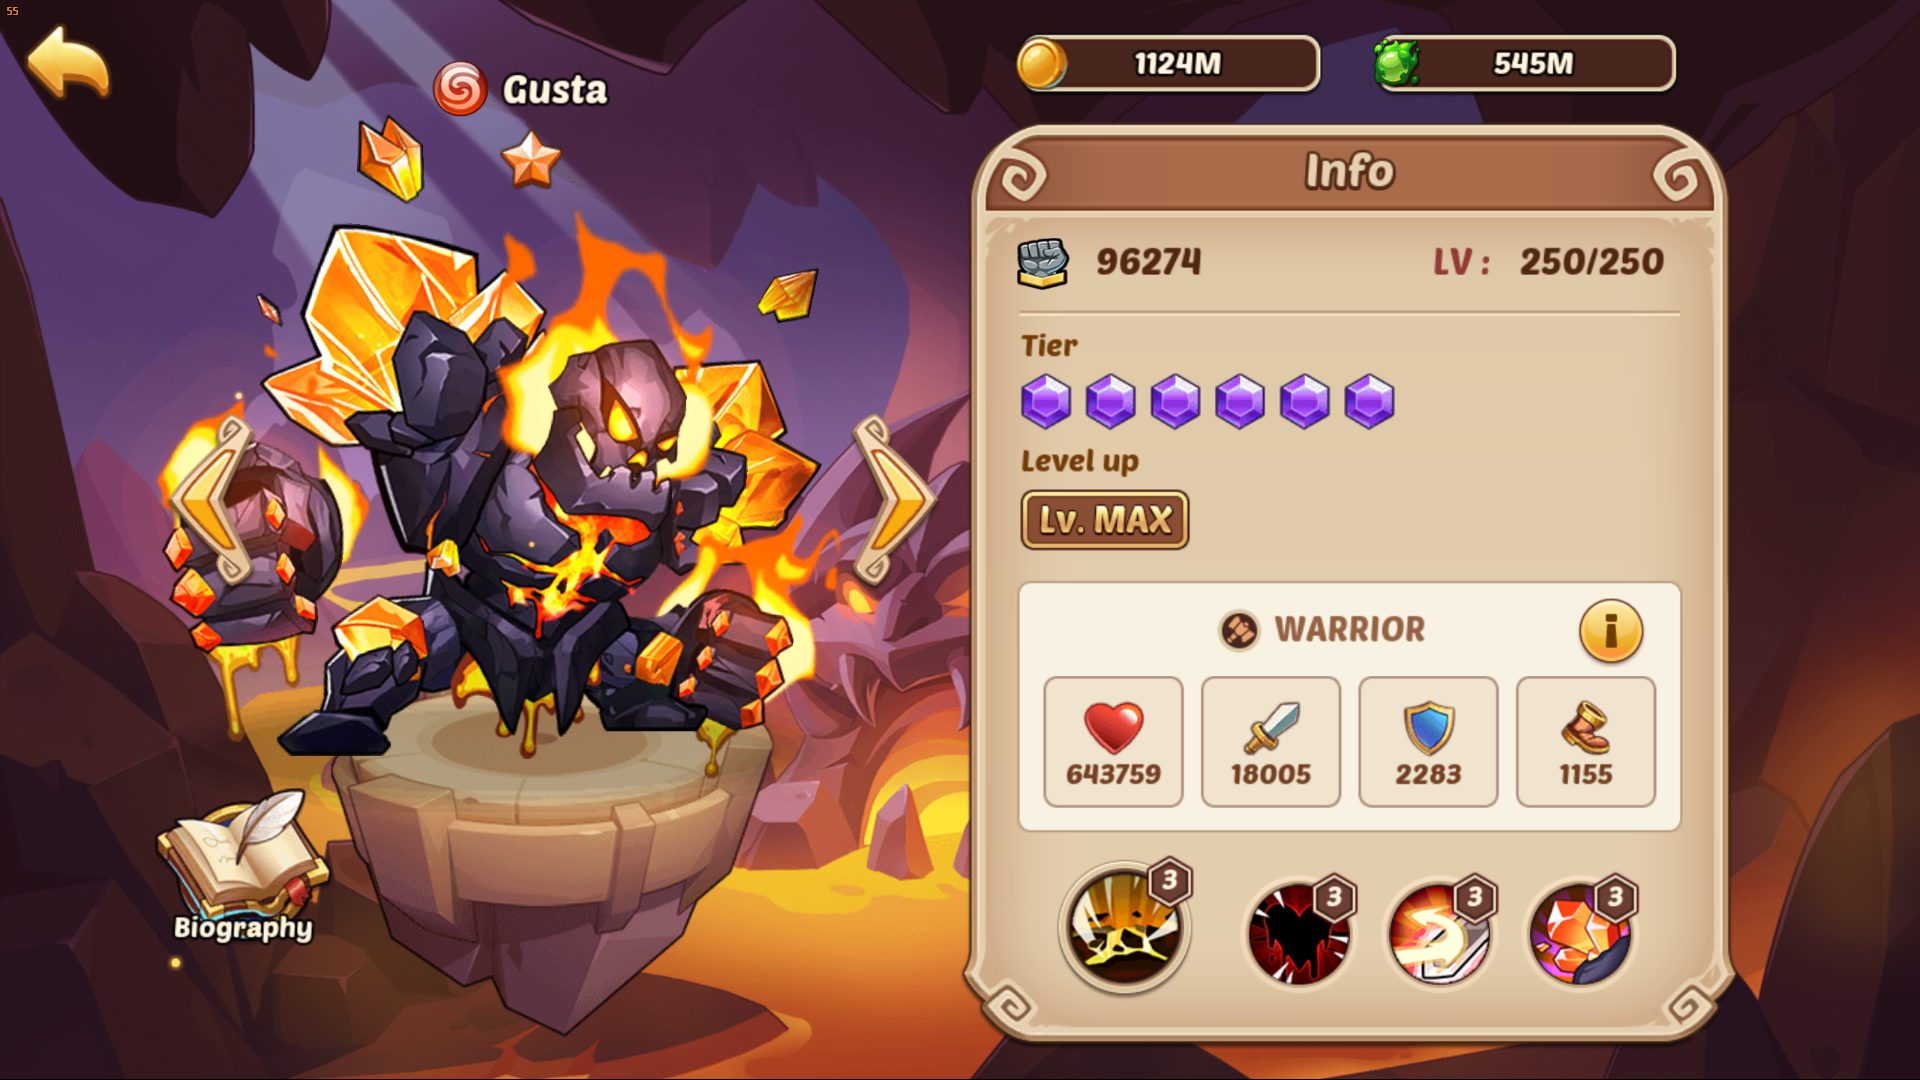 55
Gusta
1124M
545M
Info
96274
LV : 250/250
Tier
Level up
Lv. MAX
WARRIOR
643759
18005
2283
1155
3
3
3
3
Biography